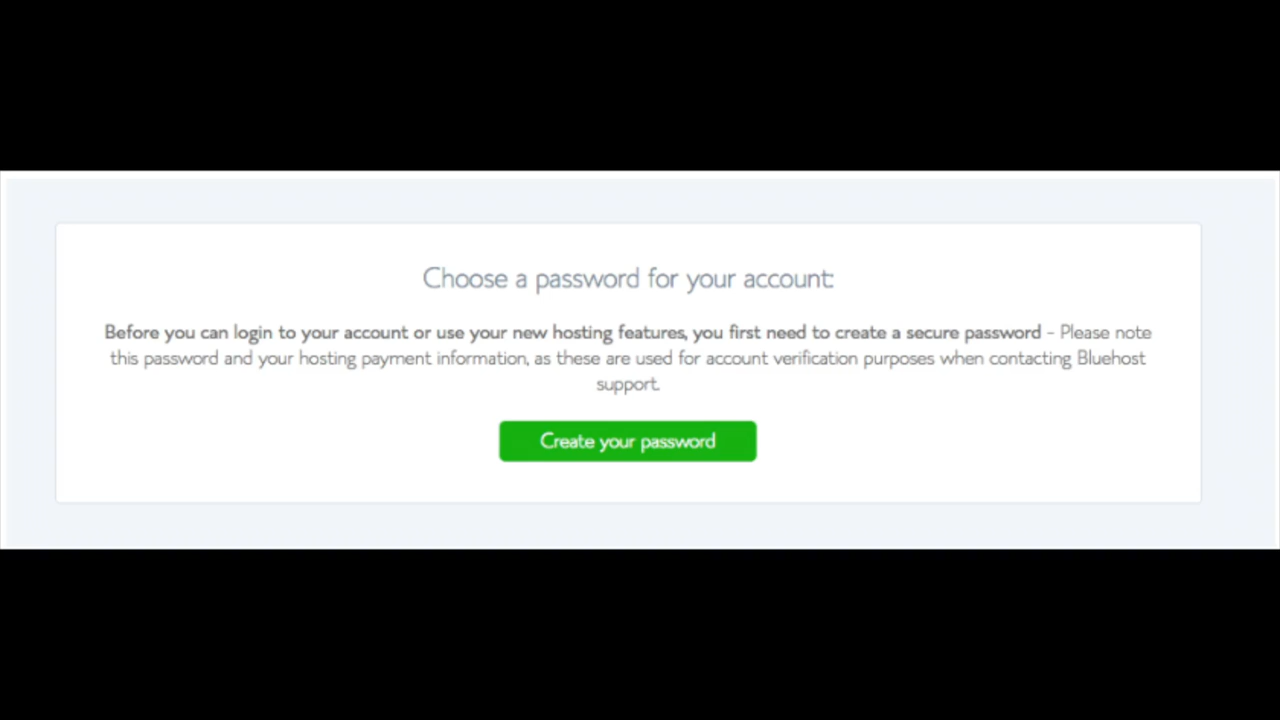 Choose a password for your account:
Before you can login to your account or use your new hosting features, you first need to create a secure password - Please note
this password and your hosting payment information, as these are used for account verification purposes when contacting Bluehost
support.
Create your password